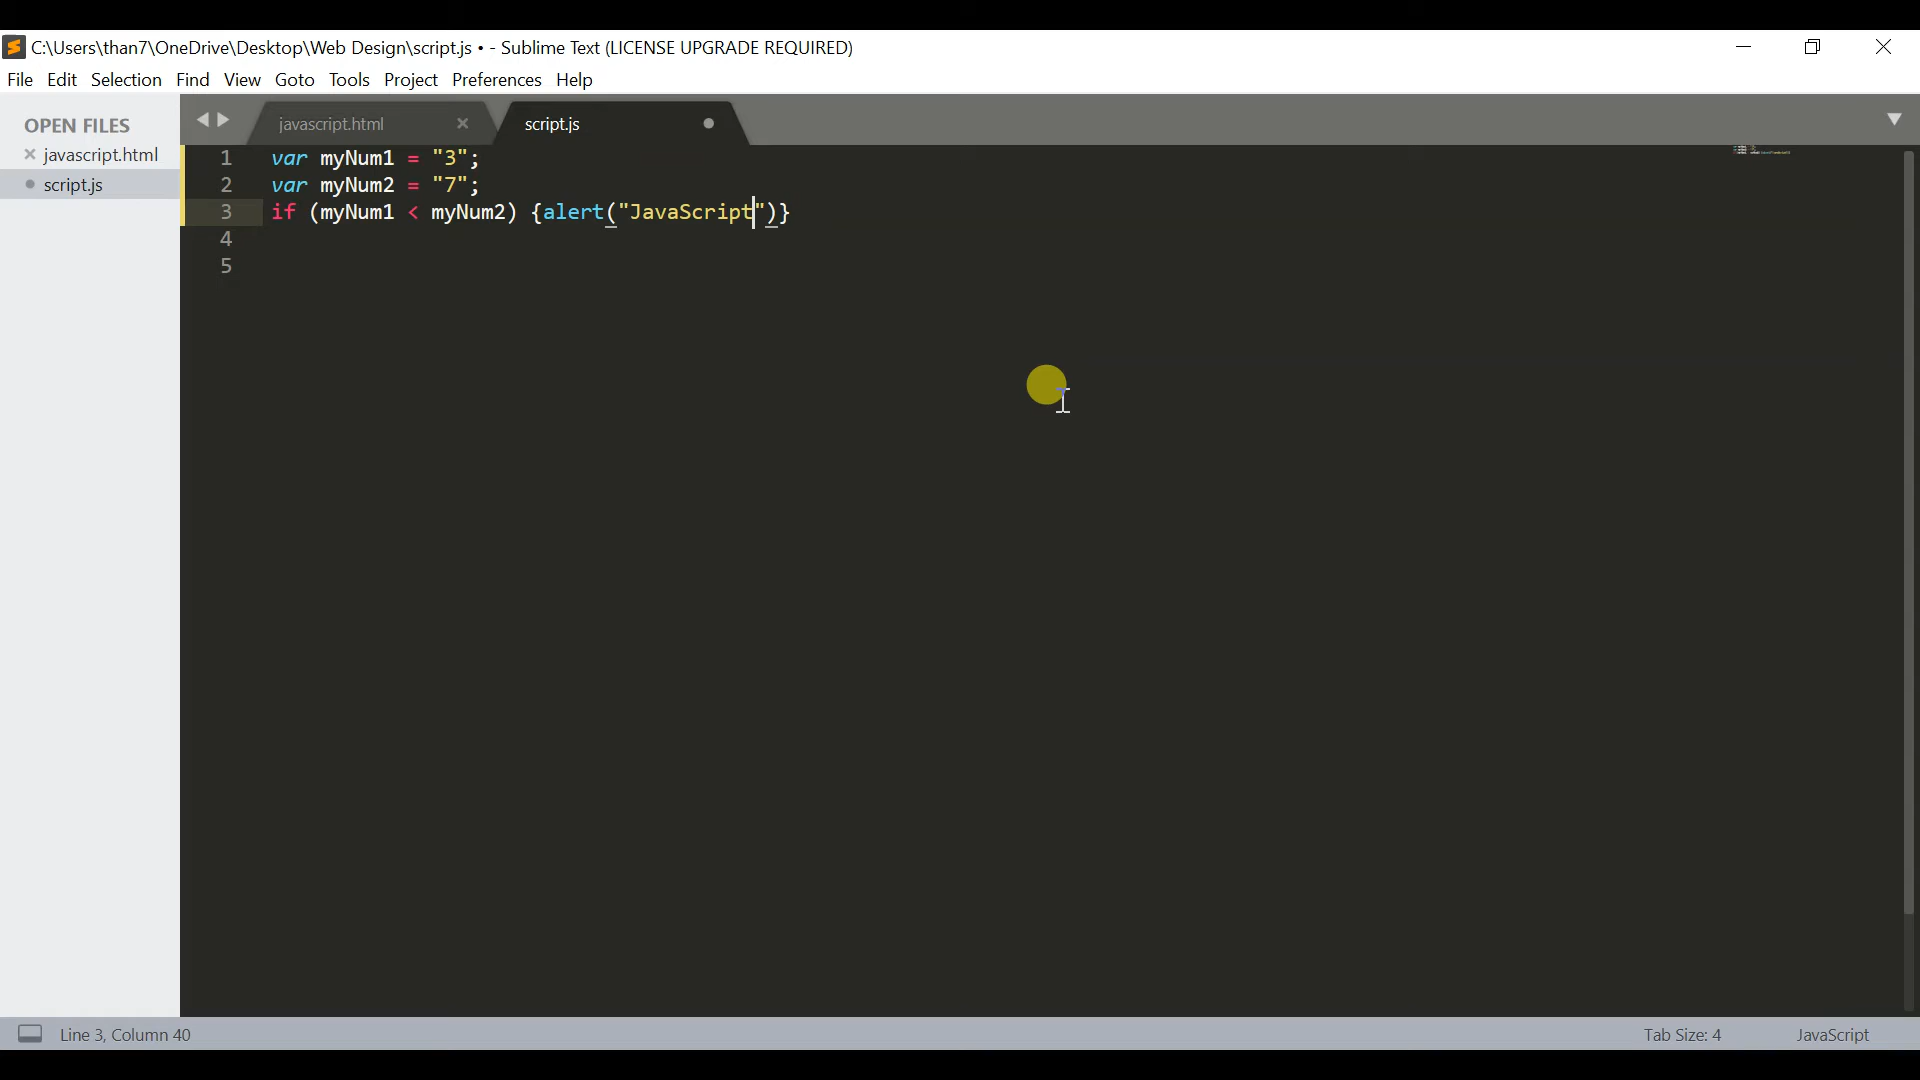 C:\Users\than7\OneDrive\Desktop\Web Design\script.js • - Sublime Text (LICENSE UPGRADE REQUIRED)
File Edit Selection Find View Goto Tools Project Preferences Help
OPEN FILES
javascript.html
script.js
javascript.html
script.js
1 var myNum1 = "3";
2 var myNum2 = "7";
3 if (myNum1 < myNum2) {alert("JavaScript")}
4
5
Line 3, Column 40
Tab Size: 4
JavaScript